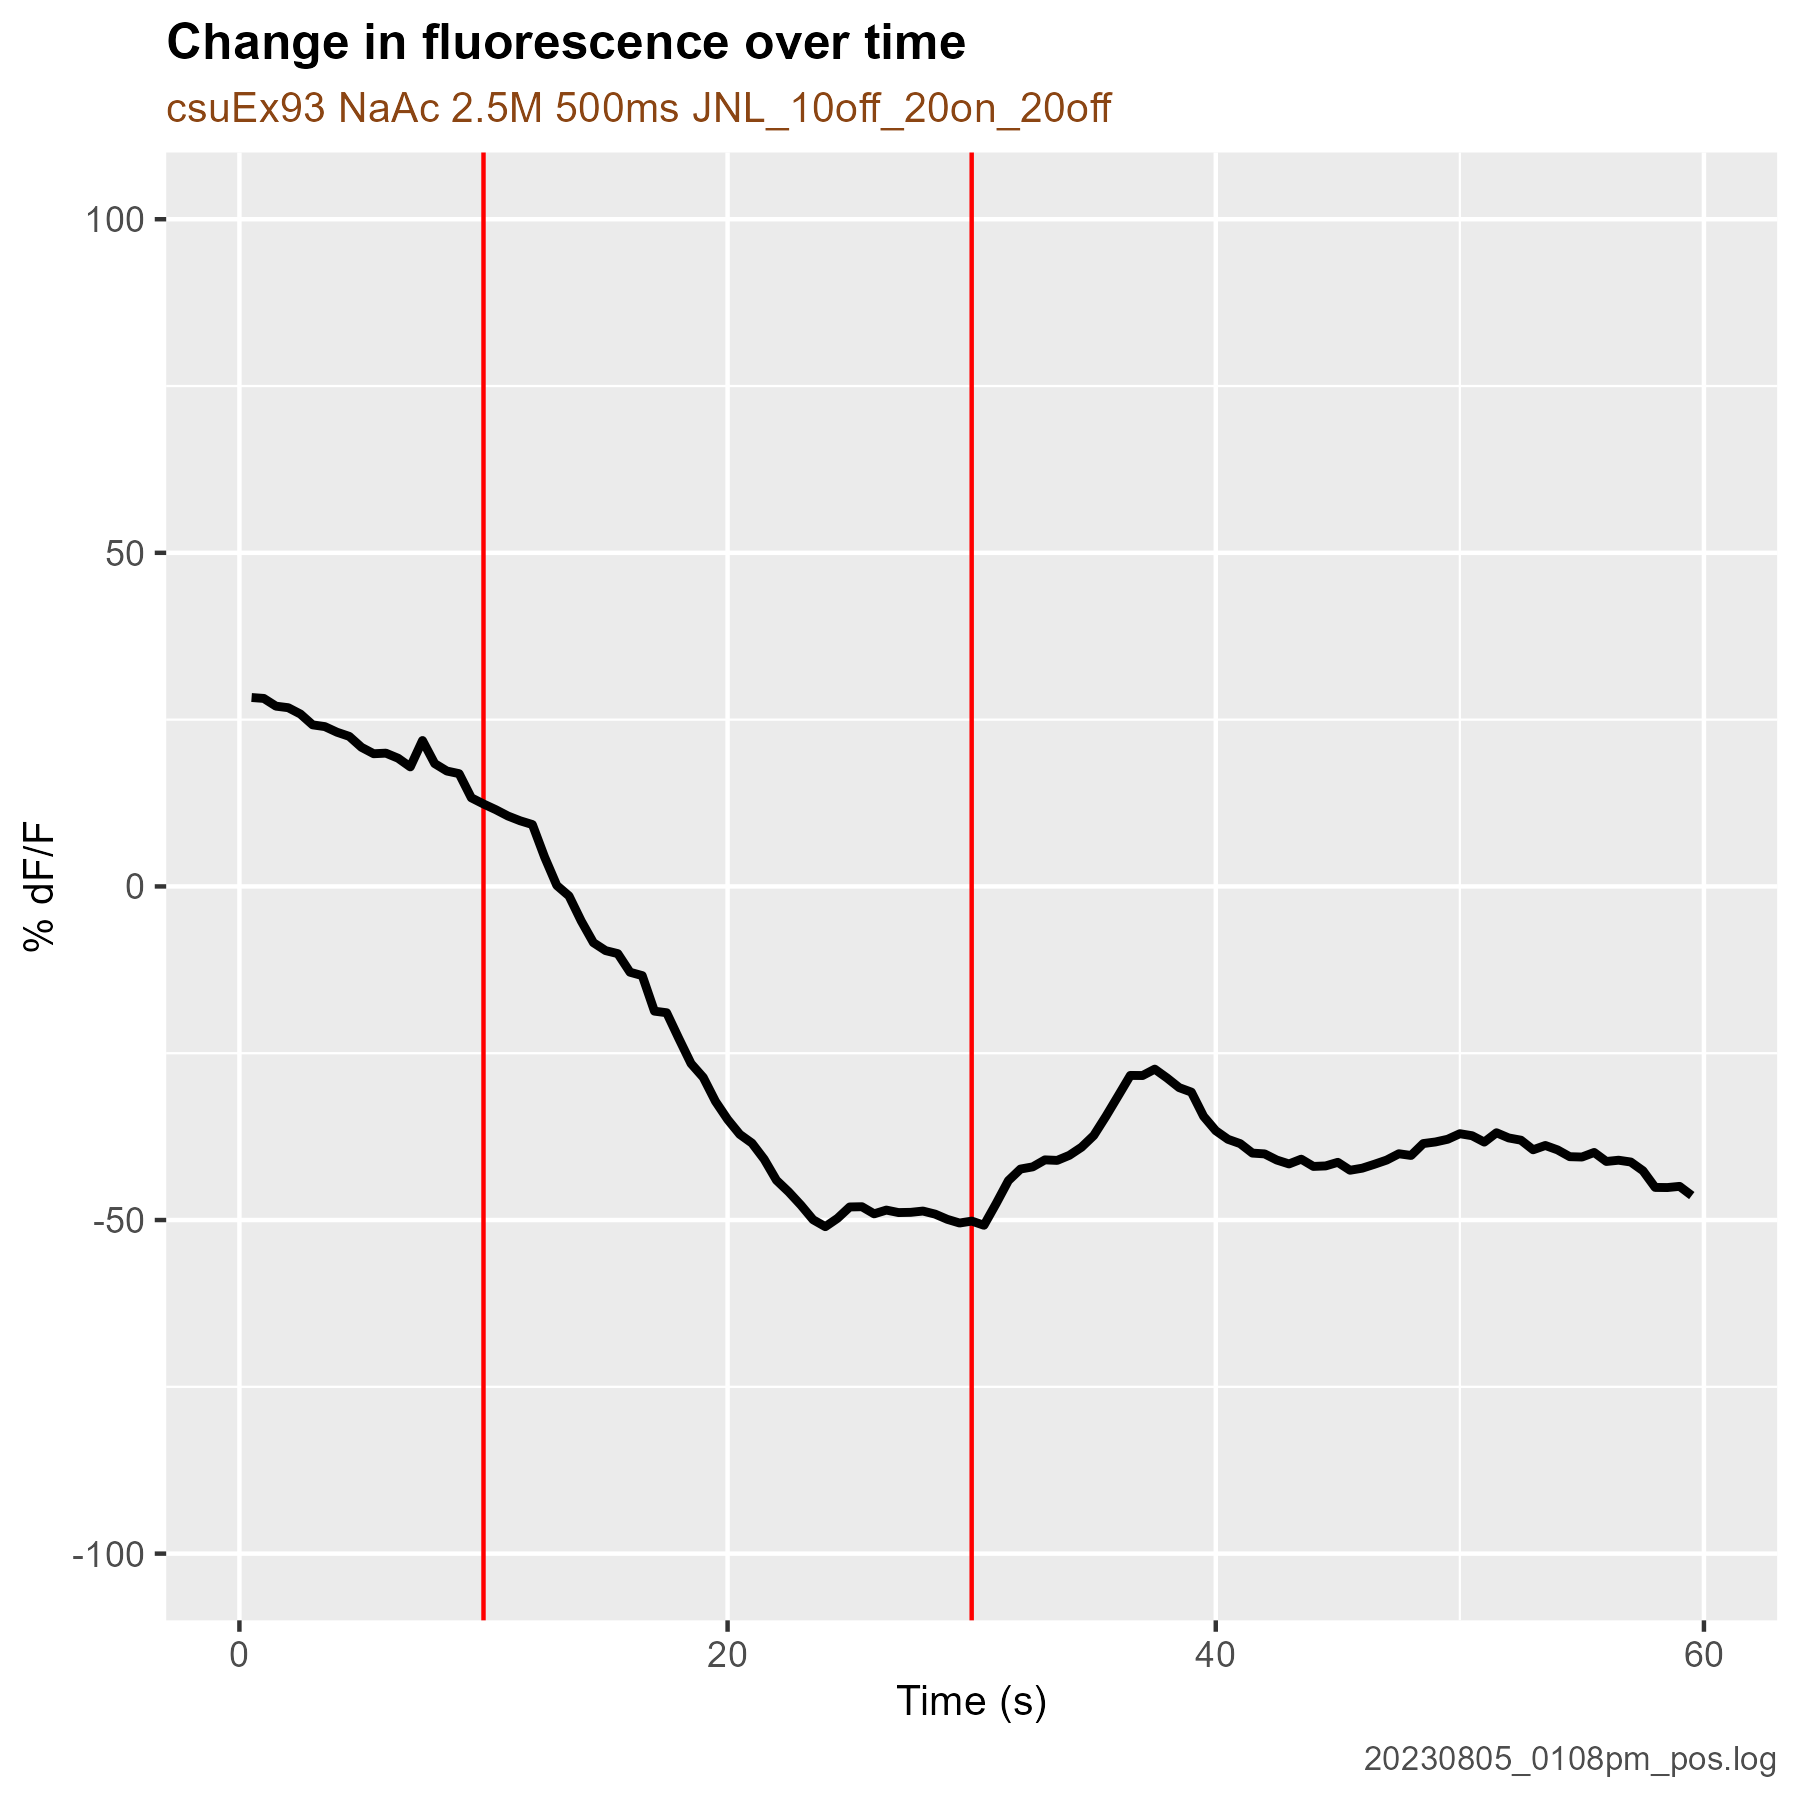 Change in fluorescence over time
csuEx93 NaAc 2.5M 500ms JNL_10off_20on_20off
100
50
0
-50
-100
% dF/F
0 20 40 60
Time (s)
20230805_0108pm_pos.log